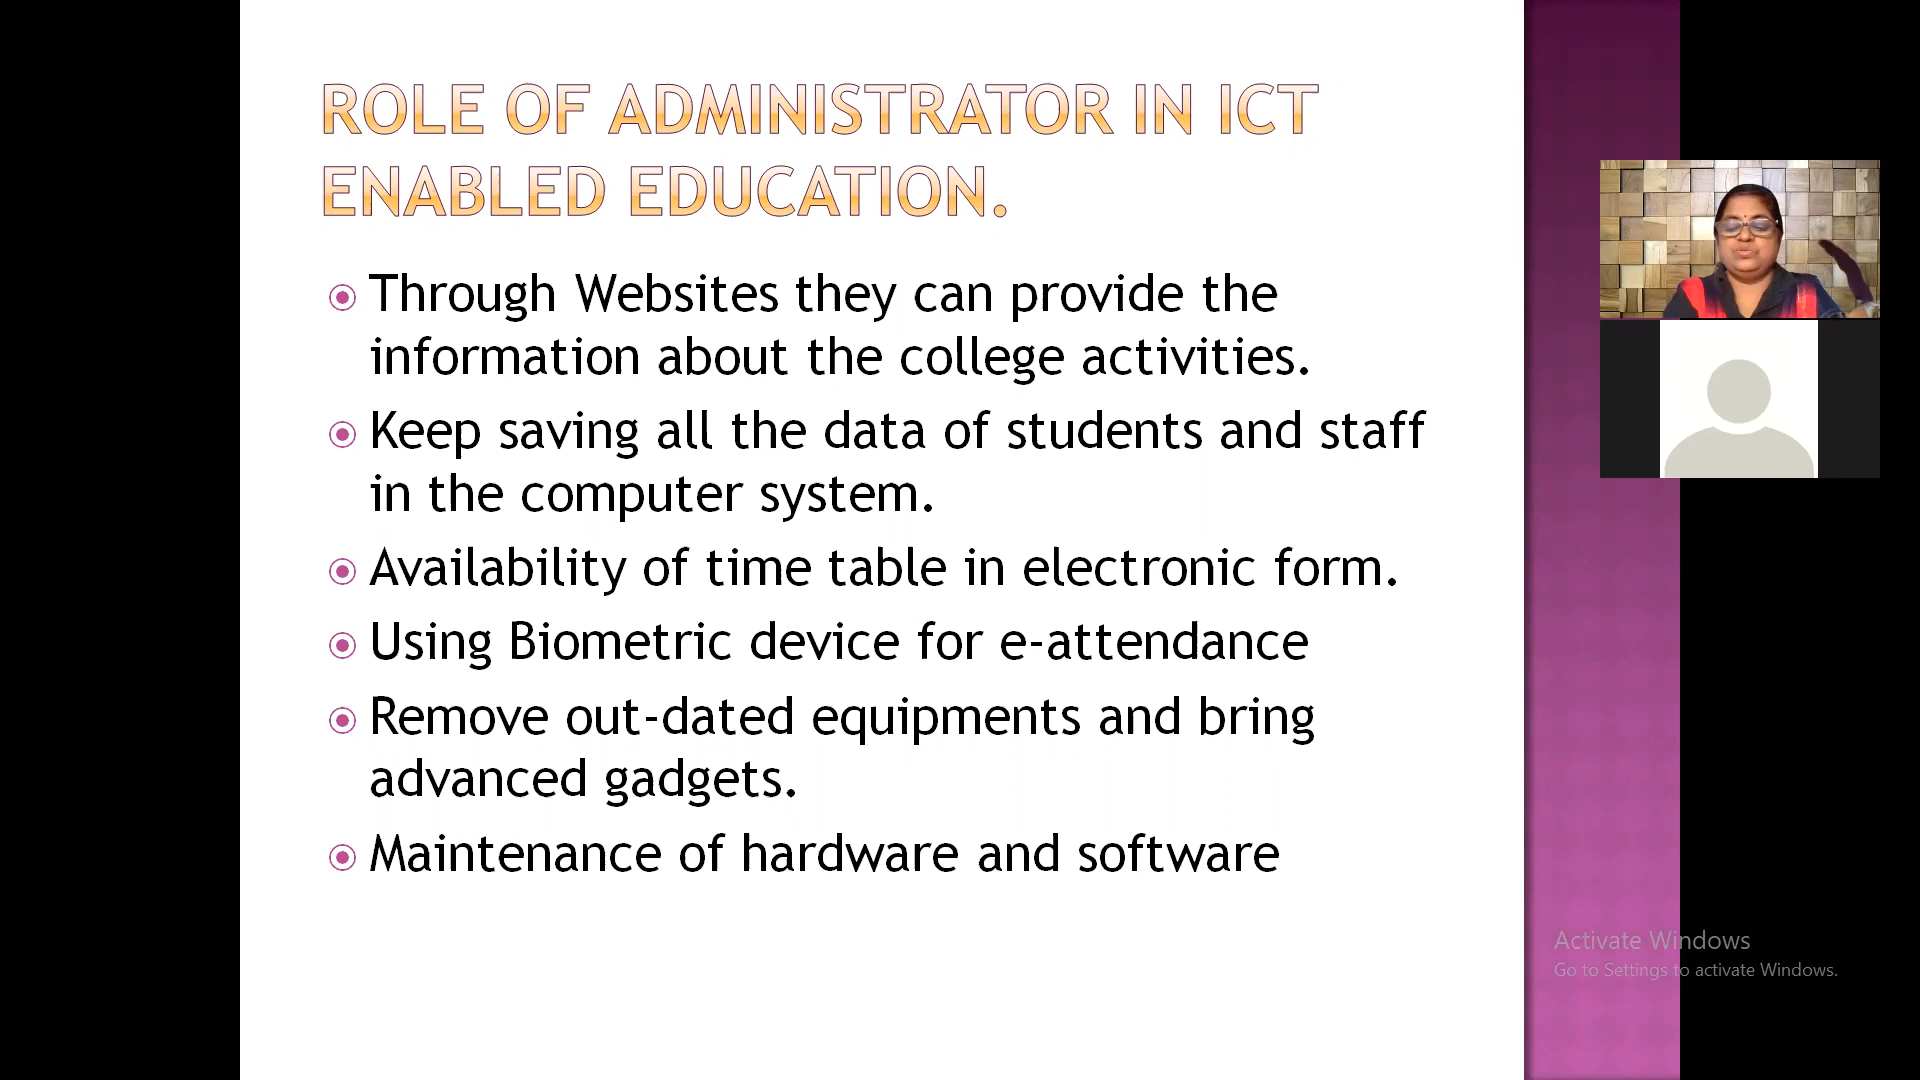 ROLE OF ADMINISTRATOR IN ICT
ENABLED EDUCATION.
Through Websites they can provide the
information about the college activities.
Keep saving all the data of students and staff
in the computer system.
Availability of time table in electronic form.
Using Biometric device for e-attendance
Remove out-dated equipments and bring
advanced gadgets.
Maintenance of hardware and software
Activate Windows
Go to Settings to activate Windows.